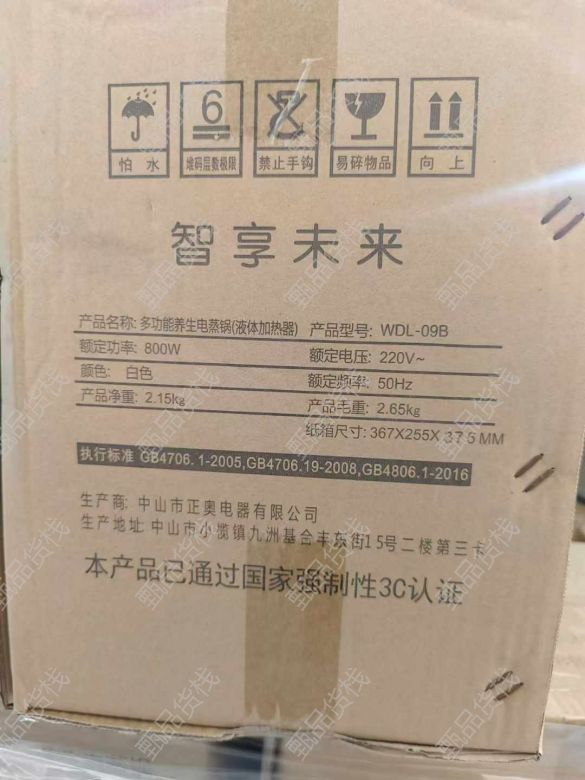 6
怕水 堆码层数极限 禁止手钩 易碎物品 向上
智享未来
产品名称: 多功能养生电蒸锅(液体加热器) 产品型号: WDL-09B
额定功率: 800W 额定电压: 220V~
颜色: 白色 额定频率: 50Hz
产品净重: 2.15kg 产品毛重: 2.65kg
纸箱尺寸: 367X255X375MM
执行标准 GB4706.1-2005,GB4706.19-2008,GB4806.1-2016
生产商: 中山市正奥电器有限公司
生产地址: 中山市小榄镇九洲基合丰东街15号二楼第三卡
本产品已通过国家强制性3C认证
甄品货栈